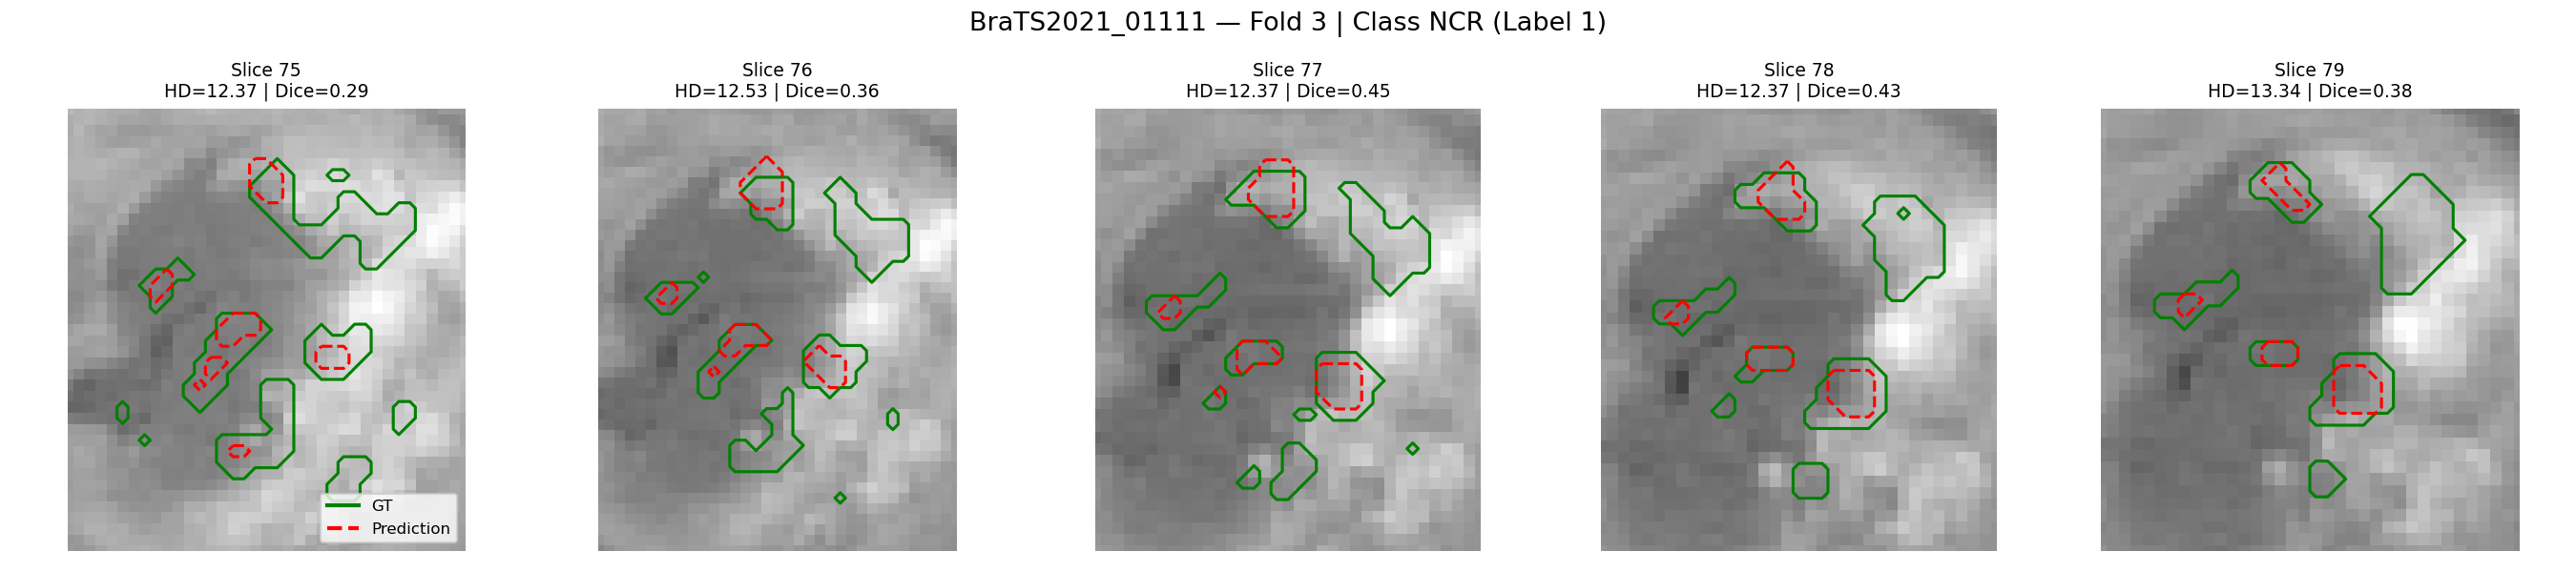 BraTS2021_01111 — Fold 3 | Class NCR (Label 1)
Slice 75
HD=12.37 | Dice=0.29
Slice 76
HD=12.53 | Dice=0.36
Slice 77
HD=12.37 | Dice=0.45
Slice 78
HD=12.37 | Dice=0.43
Slice 79
HD=13.34 | Dice=0.38
GT
Prediction